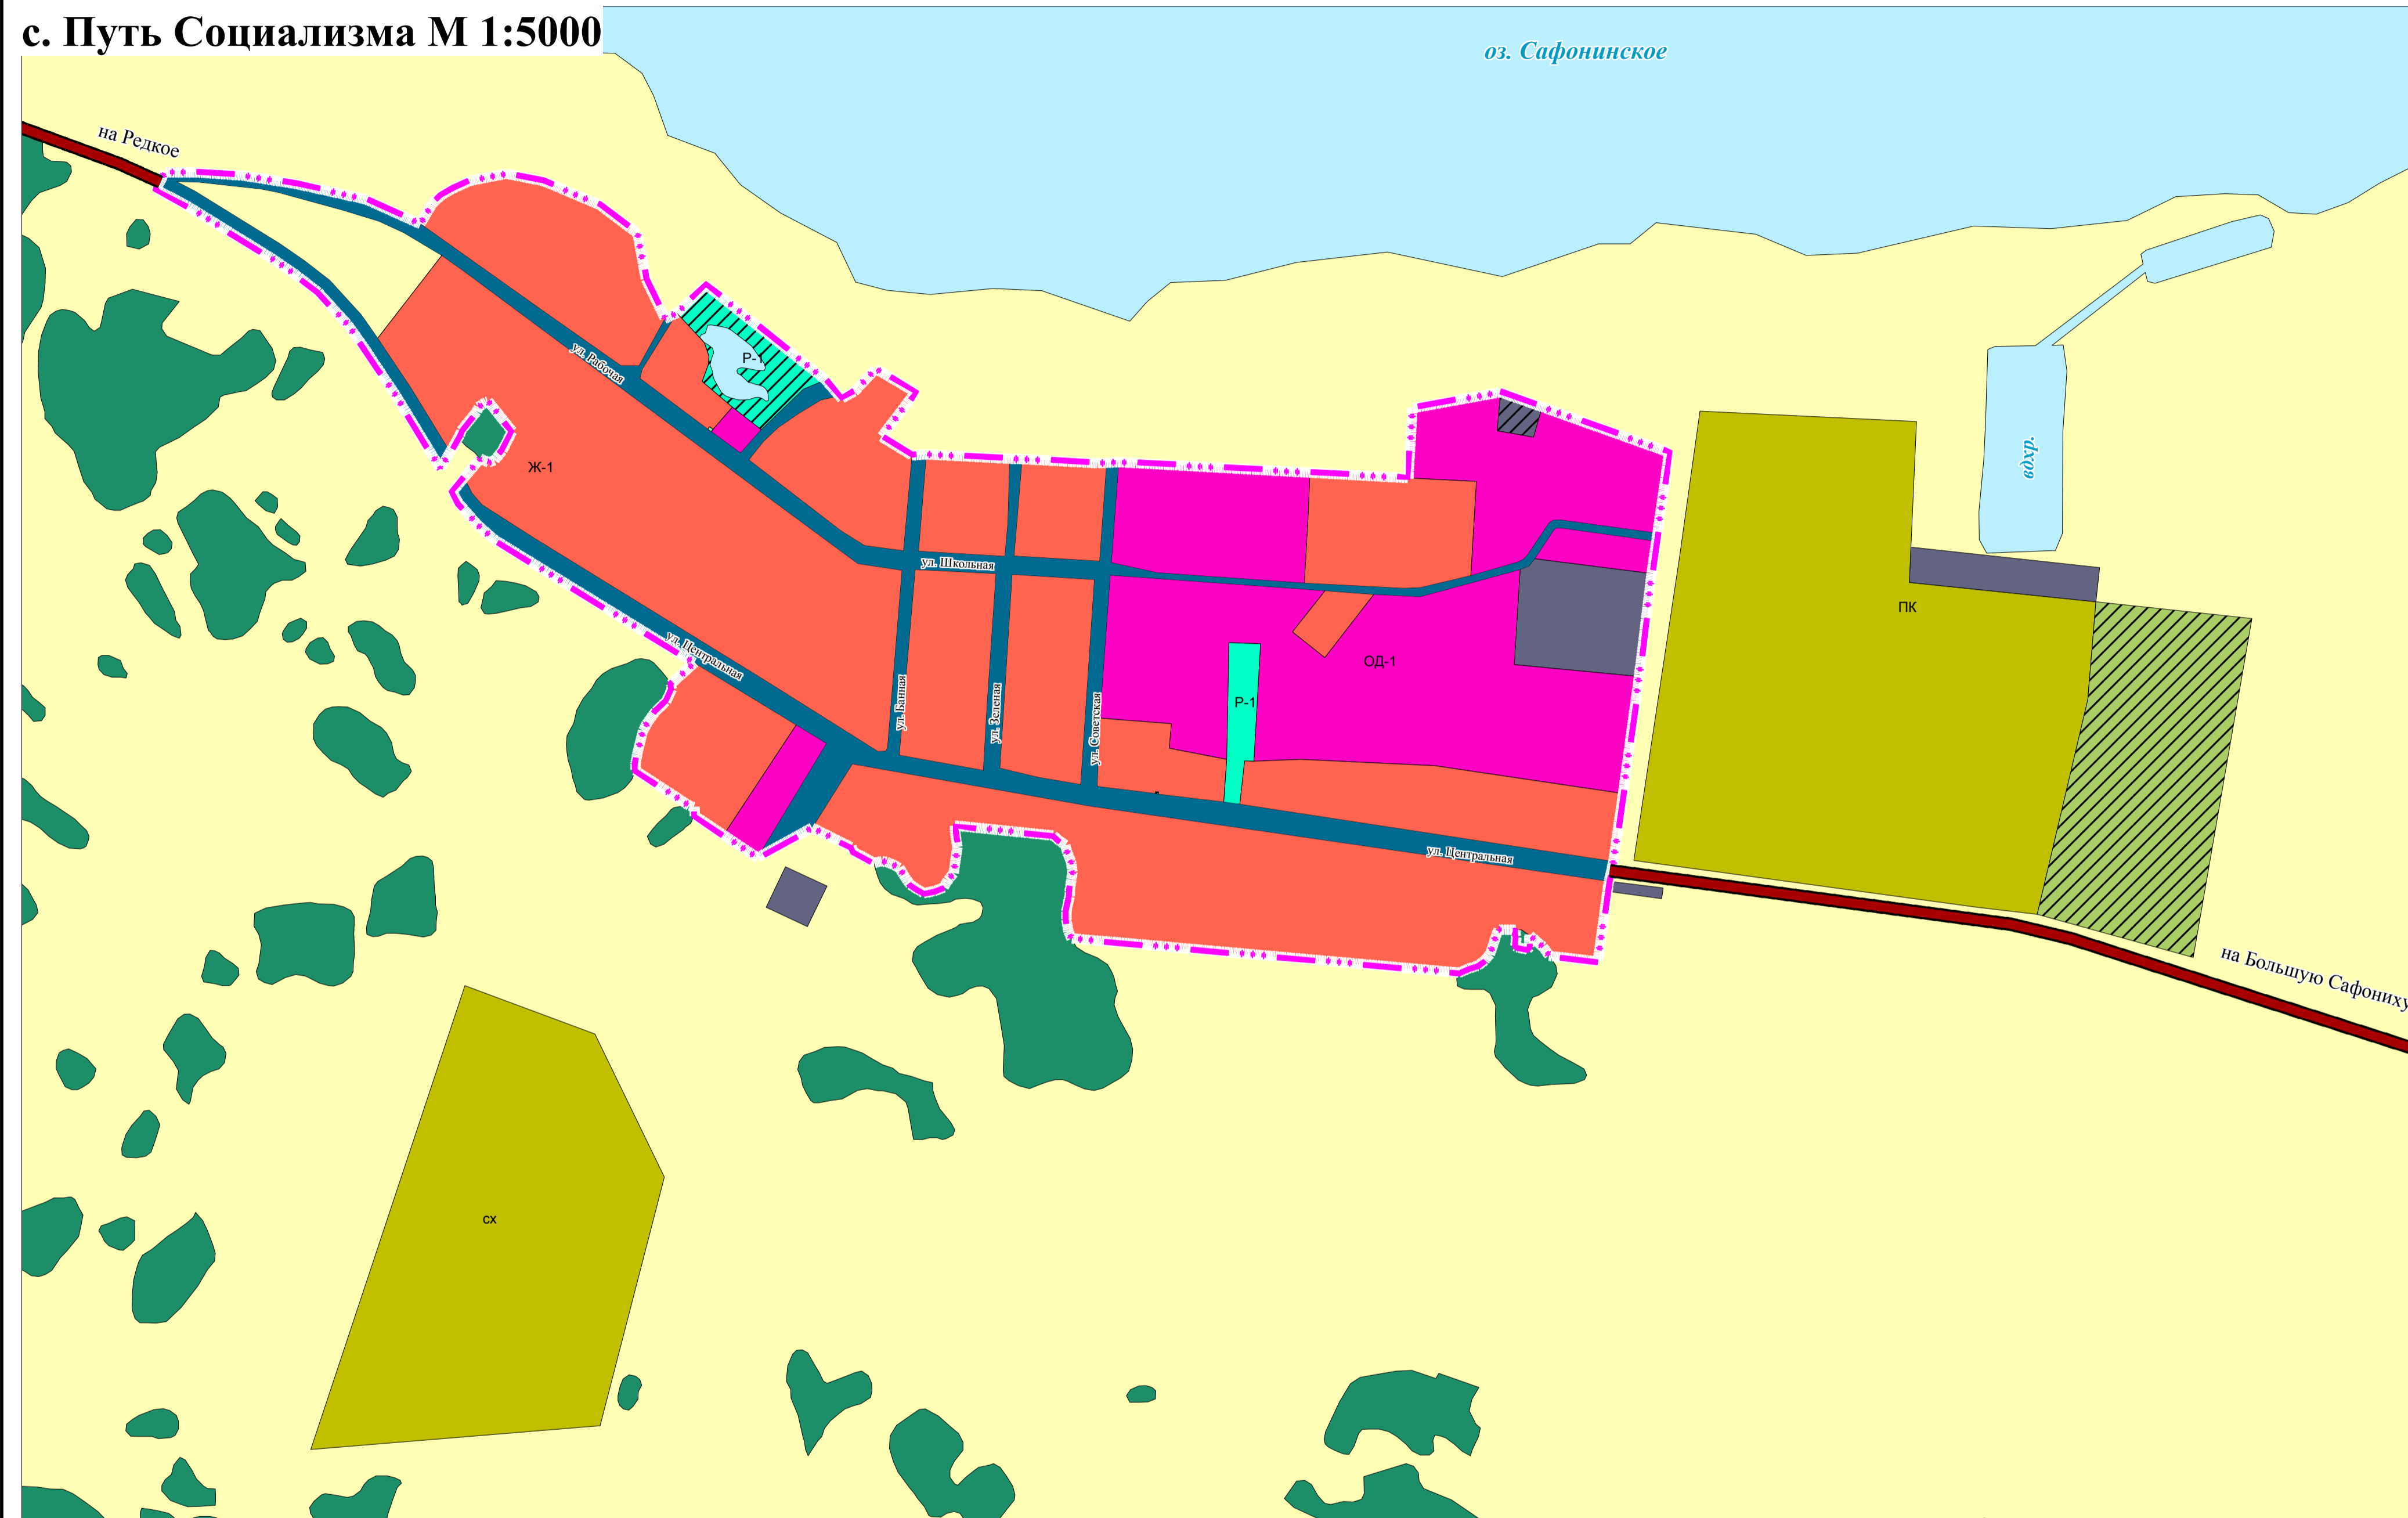 с. Путь Социализма М 1:5000
оз. Сафонинское
на Редкое
ул. Рабочая
Р-1
Ж-1
вдхр.
ул. Школьная
ПК
ул. Центральная
ОД-1
ул. Банная
ул. Зеленая
ул. Советская
Р-1
ул. Центральная
на Большую Сафониху
сх